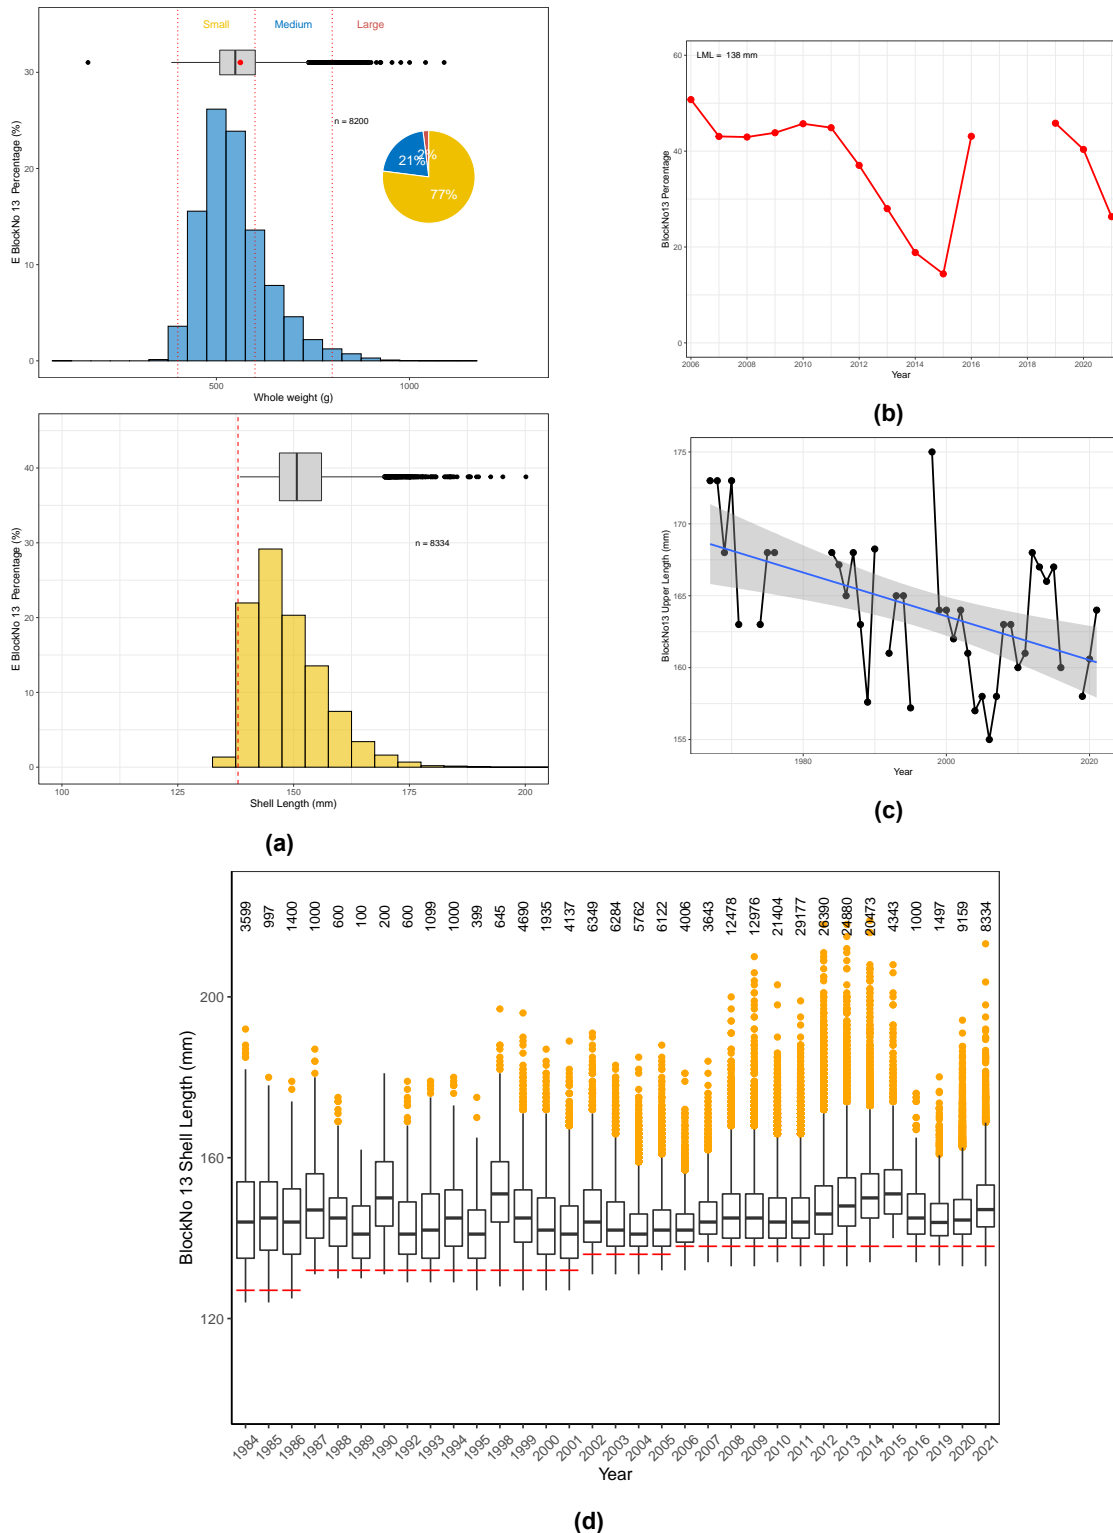 Small Medium Large
30
n = 8200
21% 2%
77%
20
10
0
E BlockNo 13 Percentage (%)
500 1000
Whole weight (g)
40
n = 8334
30
20
10
0
E BlockNo 13 Percentage (%)
100 125 150 175 200
Shell Length (mm)
(a)
60
LML = 138 mm
40
20
0
BlockNo13 Percentage
2006 2008 2010 2012 2014 2016 2018 2020
Year
(b)
175
170
165
160
155
BlockNo13 Upper Length (mm)
1980 2000 2020
Year
(c)
3599 997 1400 1000 600 100 200 600 1099 1000 399 645 4690 1935 4137 6349 6284 5762 6122 4006 3643 12478 12976 21404 29177 26390 24880 20473 4343 1000 1497 9159 8334
200
160
120
BlockNo 13 Shell Length (mm)
1984 1985 1986 1987 1988 1989 1990 1992 1993 1994 1995 1998 1999 2000 2001 2002 2003 2004 2005 2006 2007 2008 2009 2010 2011 2012 2013 2014 2015 2016 2019 2020 2021
Year
(d)